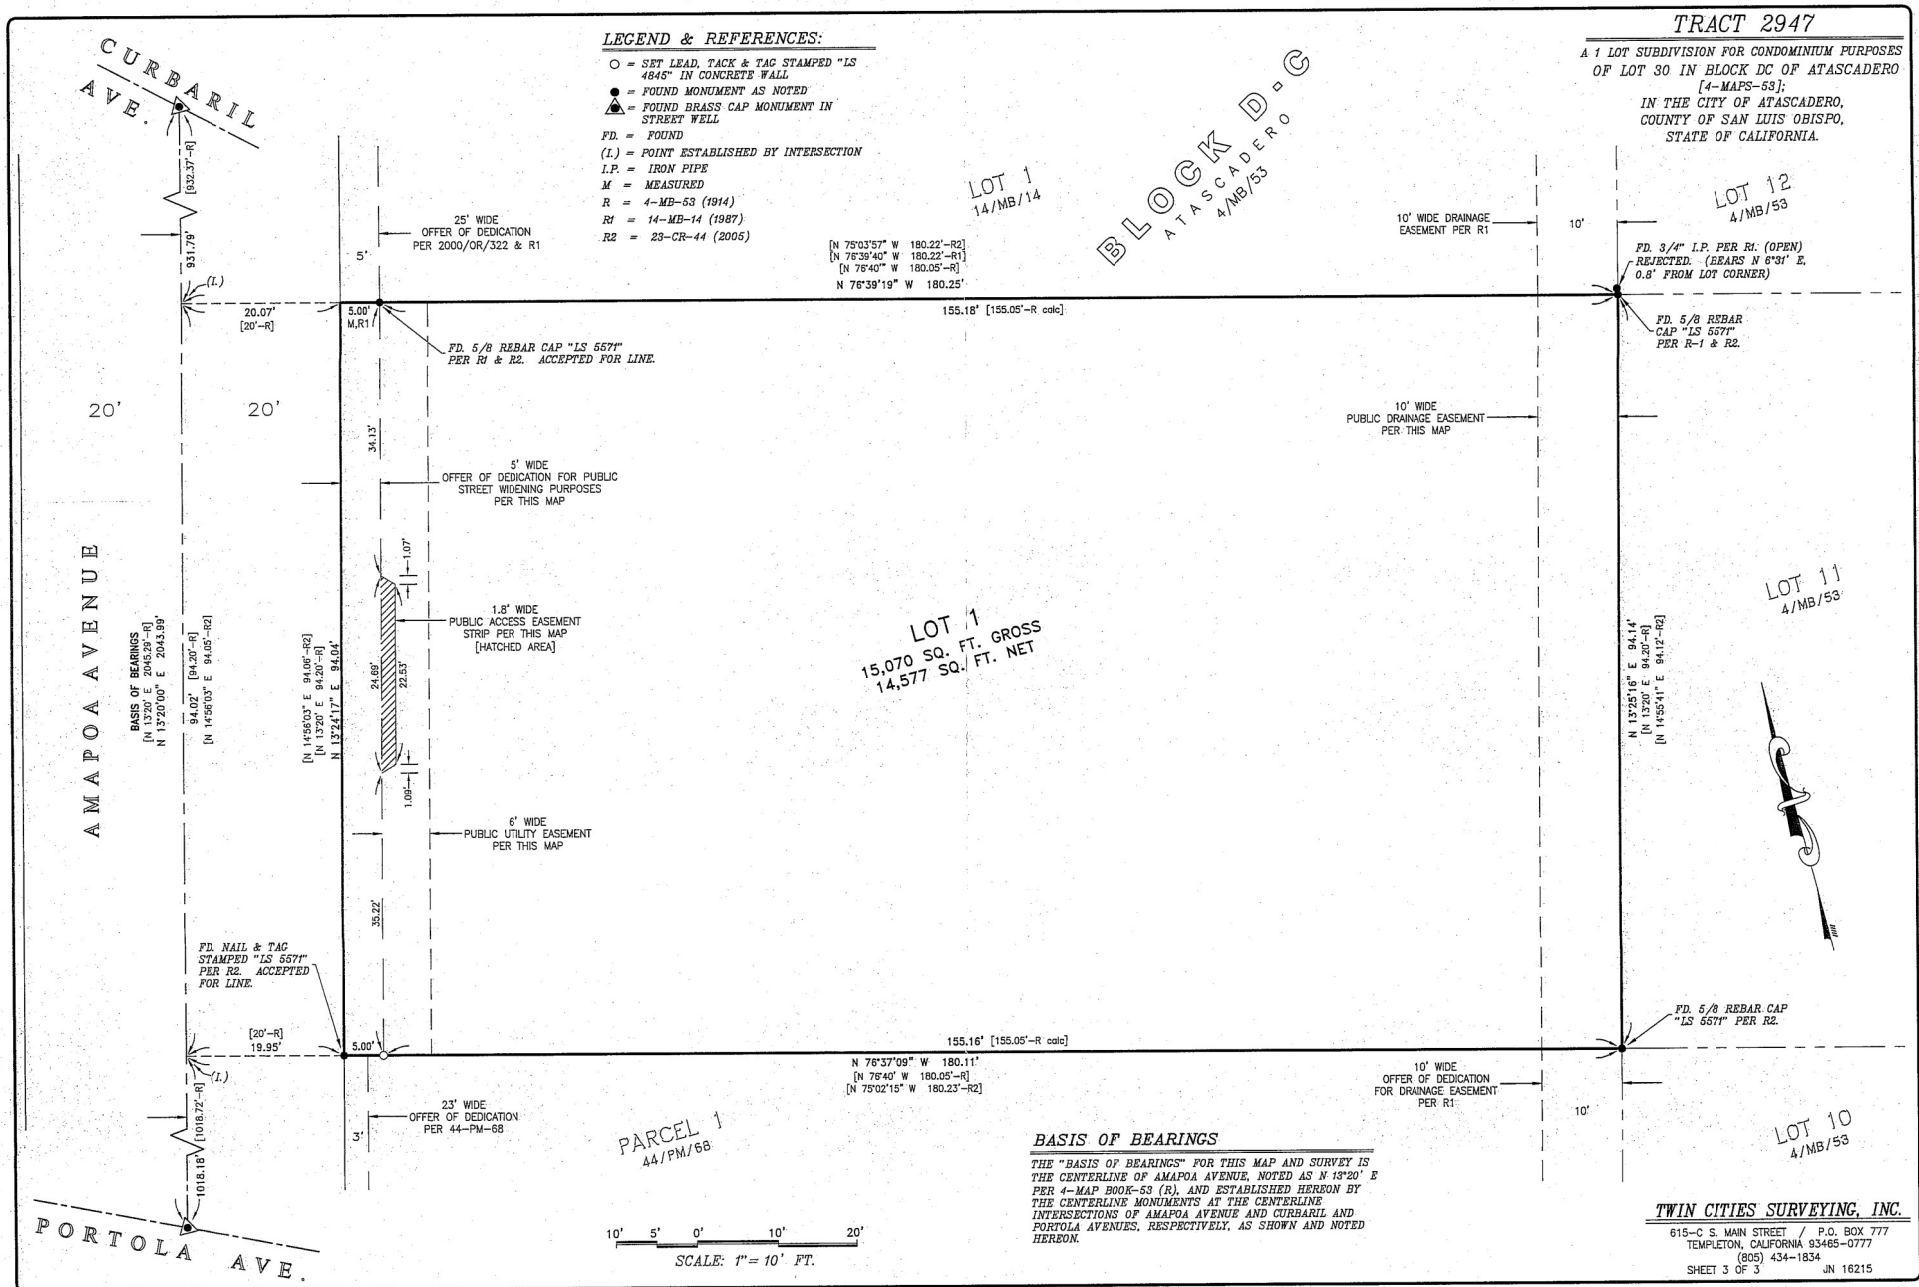 CURBARIL
AVE.
LEGEND & REFERENCES:
○ = SET LEAD, TACK & TAG STAMPED "LS
4845" IN CONCRETE WALL
● = FOUND MONUMENT AS NOTED
= FOUND BRASS CAP MONUMENT IN
STREET WELL
FD. = FOUND
(I.) = POINT ESTABLISHED BY INTERSECTION
I.P. = IRON PIPE
M = MEASURED
R = 4-MB-53 (1914)
R1 = 14-MB-14 (1987)
R2 = 23-CR-44 (2005)
TRACT 2947
A 1 LOT SUBDIVISION FOR CONDOMINIUM PURPOSES
OF LOT 30 IN BLOCK DC OF ATASCADERO
[4-MAPS-53];
IN THE CITY OF ATASCADERO,
COUNTY OF SAN LUIS OBISPO,
STATE OF CALIFORNIA.
BLOCK D-C
ATASCADERO
4/MB/53
LOT 1
14/MB/14
LOT 12
4/MB/53
[932.37'-R]
931.79'
(I.)
25' WIDE
OFFER OF DEDICATION
PER 2000/OR/322 & R1
5'
[N 75°03'57" W 180.22'-R2]
[N 76°39'40" W 180.22'-R1]
[N 76°40'" W 180.05'-R]
N 76°39'19" W 180.25'
10' WIDE DRAINAGE
EASEMENT PER R1
10'
FD. 3/4" I.P. PER R1. (OPEN)
REJECTED. (BEARS N 6°31' E,
0.8' FROM LOT CORNER)
20.07'
[20'-R]
5.00'
M,R1
155.18' [155.05'-R calc]
FD. 5/8 REBAR CAP "LS 5571"
PER R1 & R2. ACCEPTED FOR LINE.
FD. 5/8 REBAR
CAP "LS 5571"
PER R-1 & R2.
20'
20'
34.13'
10' WIDE
PUBLIC DRAINAGE EASEMENT
PER THIS MAP
5' WIDE
OFFER OF DEDICATION FOR PUBLIC
STREET WIDENING PURPOSES
PER THIS MAP
AMAPOA AVENUE
BASIS OF BEARINGS
[N 13°20' E 2045.29'-R]
N 13°20'00" E 2043.99'
94.02' [94.20'-R]
[N 14°56'03" E 94.05'-R2]
[N 14°56'03" E 94.06'-R2]
[N 13°20' E 94.20'-R]
N 13°24'17" E 94.04'
1.07'
24.69'
22.53'
1.09'
1.8' WIDE
PUBLIC ACCESS EASEMENT
STRIP PER THIS MAP
[HATCHED AREA]
LOT 1
15,070 SQ. FT. GROSS
14,577 SQ. FT. NET
LOT 11
4/MB/53
N 13°25'16" E 94.14'
[N 13°20' E 94.20'-R]
[N 14°55'41" E 94.12'-R2]
6' WIDE
PUBLIC UTILITY EASEMENT
PER THIS MAP
35.22'
FD. NAIL & TAG
STAMPED "LS 5571"
PER R2. ACCEPTED
FOR LINE.
FD. 5/8 REBAR CAP
"LS 5571" PER R2.
[20'-R]
19.95'
5.00'
155.16' [155.05'-R calc]
N 76°37'09" W 180.11'
[N 76°40' W 180.05'-R]
[N 75°02'15" W 180.23'-R2]
(I.)
[1018.72'-R]
1018.18'
23' WIDE
OFFER OF DEDICATION
PER 44-PM-68
3'
10' WIDE
OFFER OF DEDICATION
FOR DRAINAGE EASEMENT
PER R1
10'
PARCEL 1
44/PM/68
LOT 10
4/MB/53
BASIS OF BEARINGS
THE "BASIS OF BEARINGS" FOR THIS MAP AND SURVEY IS
THE CENTERLINE OF AMAPOA AVENUE, NOTED AS N 13°20' E
PER 4-MAP BOOK-53 (R), AND ESTABLISHED HEREON BY
THE CENTERLINE MONUMENTS AT THE CENTERLINE
INTERSECTIONS OF AMAPOA AVENUE AND CURBARIL AND
PORTOLA AVENUES, RESPECTIVELY, AS SHOWN AND NOTED
HEREON.
PORTOLA AVE.
10' 5' 0' 10' 20'
SCALE: 1" = 10' FT.
TWIN CITIES SURVEYING, INC.
615-C S. MAIN STREET / P.O. BOX 777
TEMPLETON, CALIFORNIA 93465-0777
(805) 434-1834
SHEET 3 OF 3 JN 16215